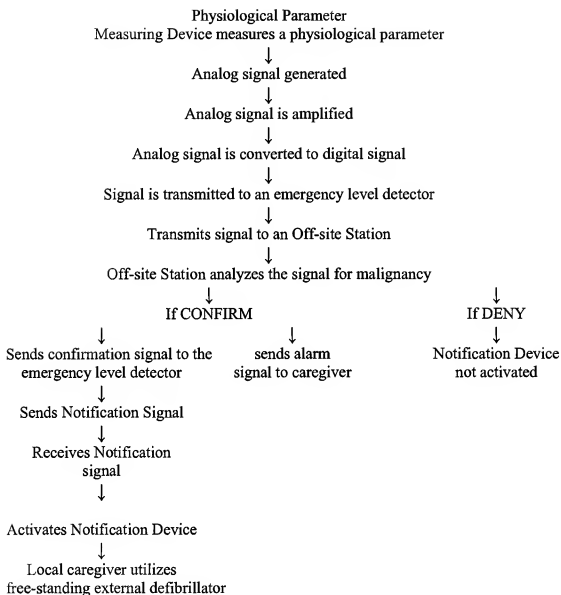 Physiological Parameter
Measuring Device measures a physiological parameter
Analog signal generated
Analog signal is amplified
Analog signal is converted to digital signal
Signal is transmitted to an emergency level detector
Transmits signal to an Off-site Station
Off-site Station analyzes the signal for malignancy
If CONFIRM
If DENY
Sends confirmation signal to the
emergency level detector
sends alarm
signal to caregiver
Notification Device
not activated
Sends Notification Signal
Receives Notification
signal
Activates Notification Device
Local caregiver utilizes
free-standing external defibrillator